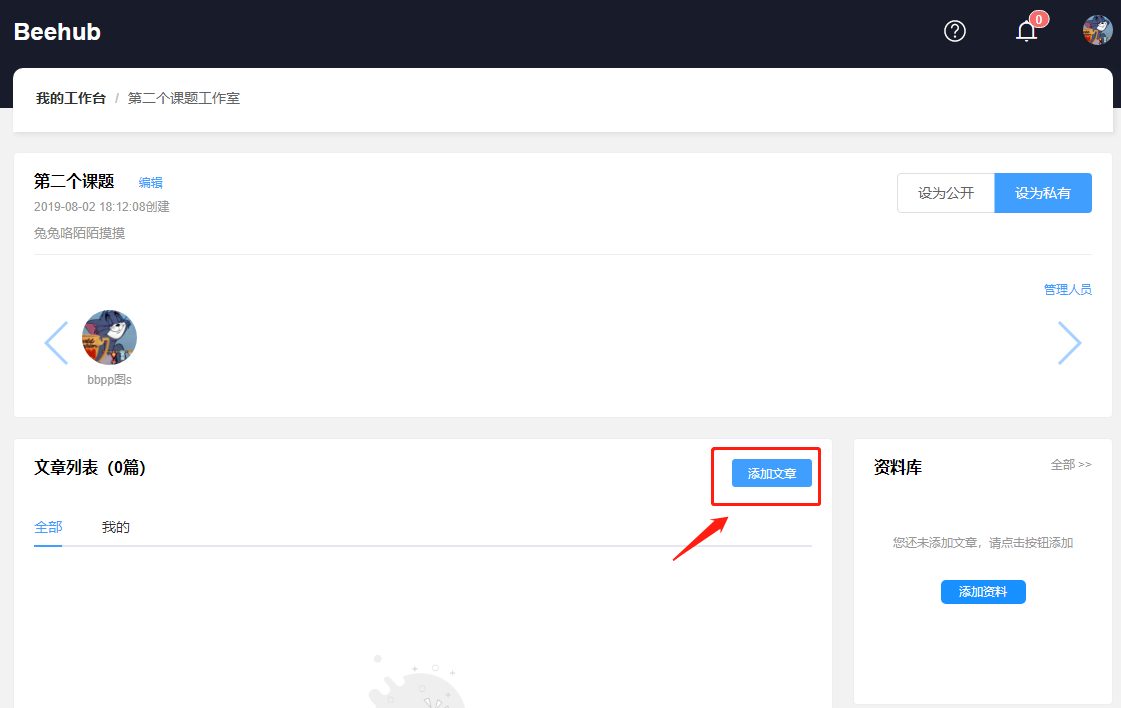 Beehub
0
我的工作台 / 第二个课题工作室
第二个课题 编辑
设为公开 设为私有
2019-08-02 18:12:08创建
兔兔咯陌陌摸摸
管理人员
bbpp图s
文章列表（0篇） 添加文章
资料库 全部 >>
全部 我的
您还未添加文章，请点击按钮添加
添加资料